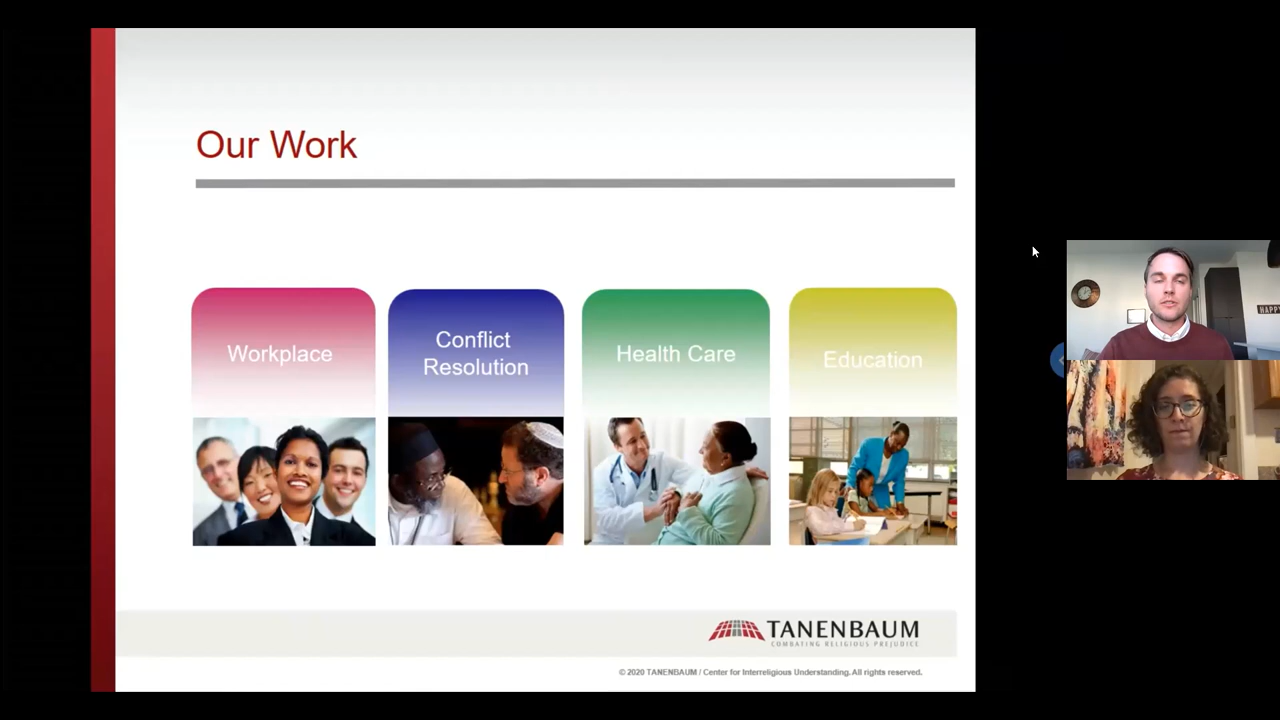 Our Work
Workplace
Conflict
Resolution
Health Care
Education
TANENBAUM
COMBATING RELIGIOUS PREJUDICE
© 2020 TANENBAUM / Center for Interreligious Understanding. All rights reserved.
HAPPY